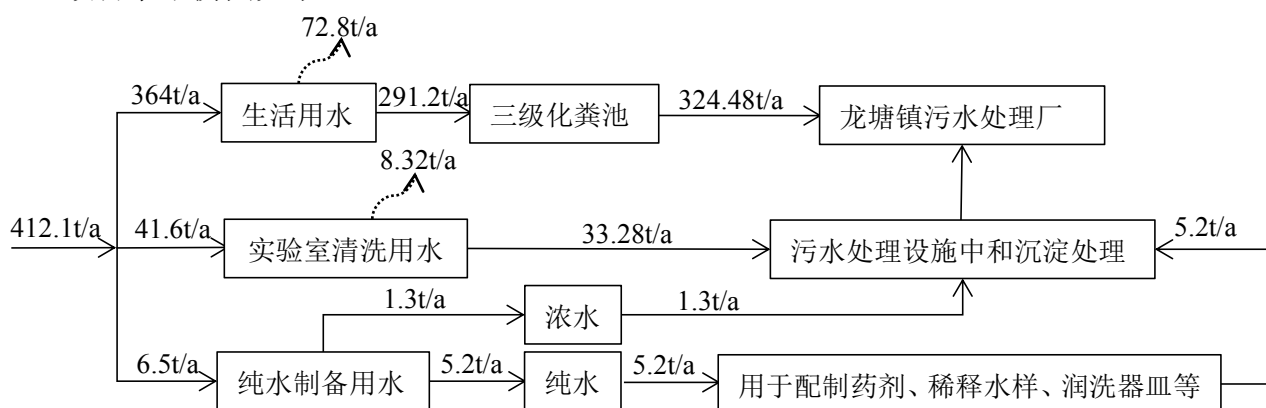 72.8t/a
364t/a
生活用水
291.2t/a
三级化粪池
324.48t/a
龙塘镇污水处理厂
8.32t/a
412.1t/a
41.6t/a
实验室清洗用水
33.28t/a
污水处理设施中和沉淀处理
5.2t/a
1.3t/a
浓水
1.3t/a
6.5t/a
纯水制备用水
5.2t/a
纯水
5.2t/a
用于配制药剂、稀释水样、润洗器皿等